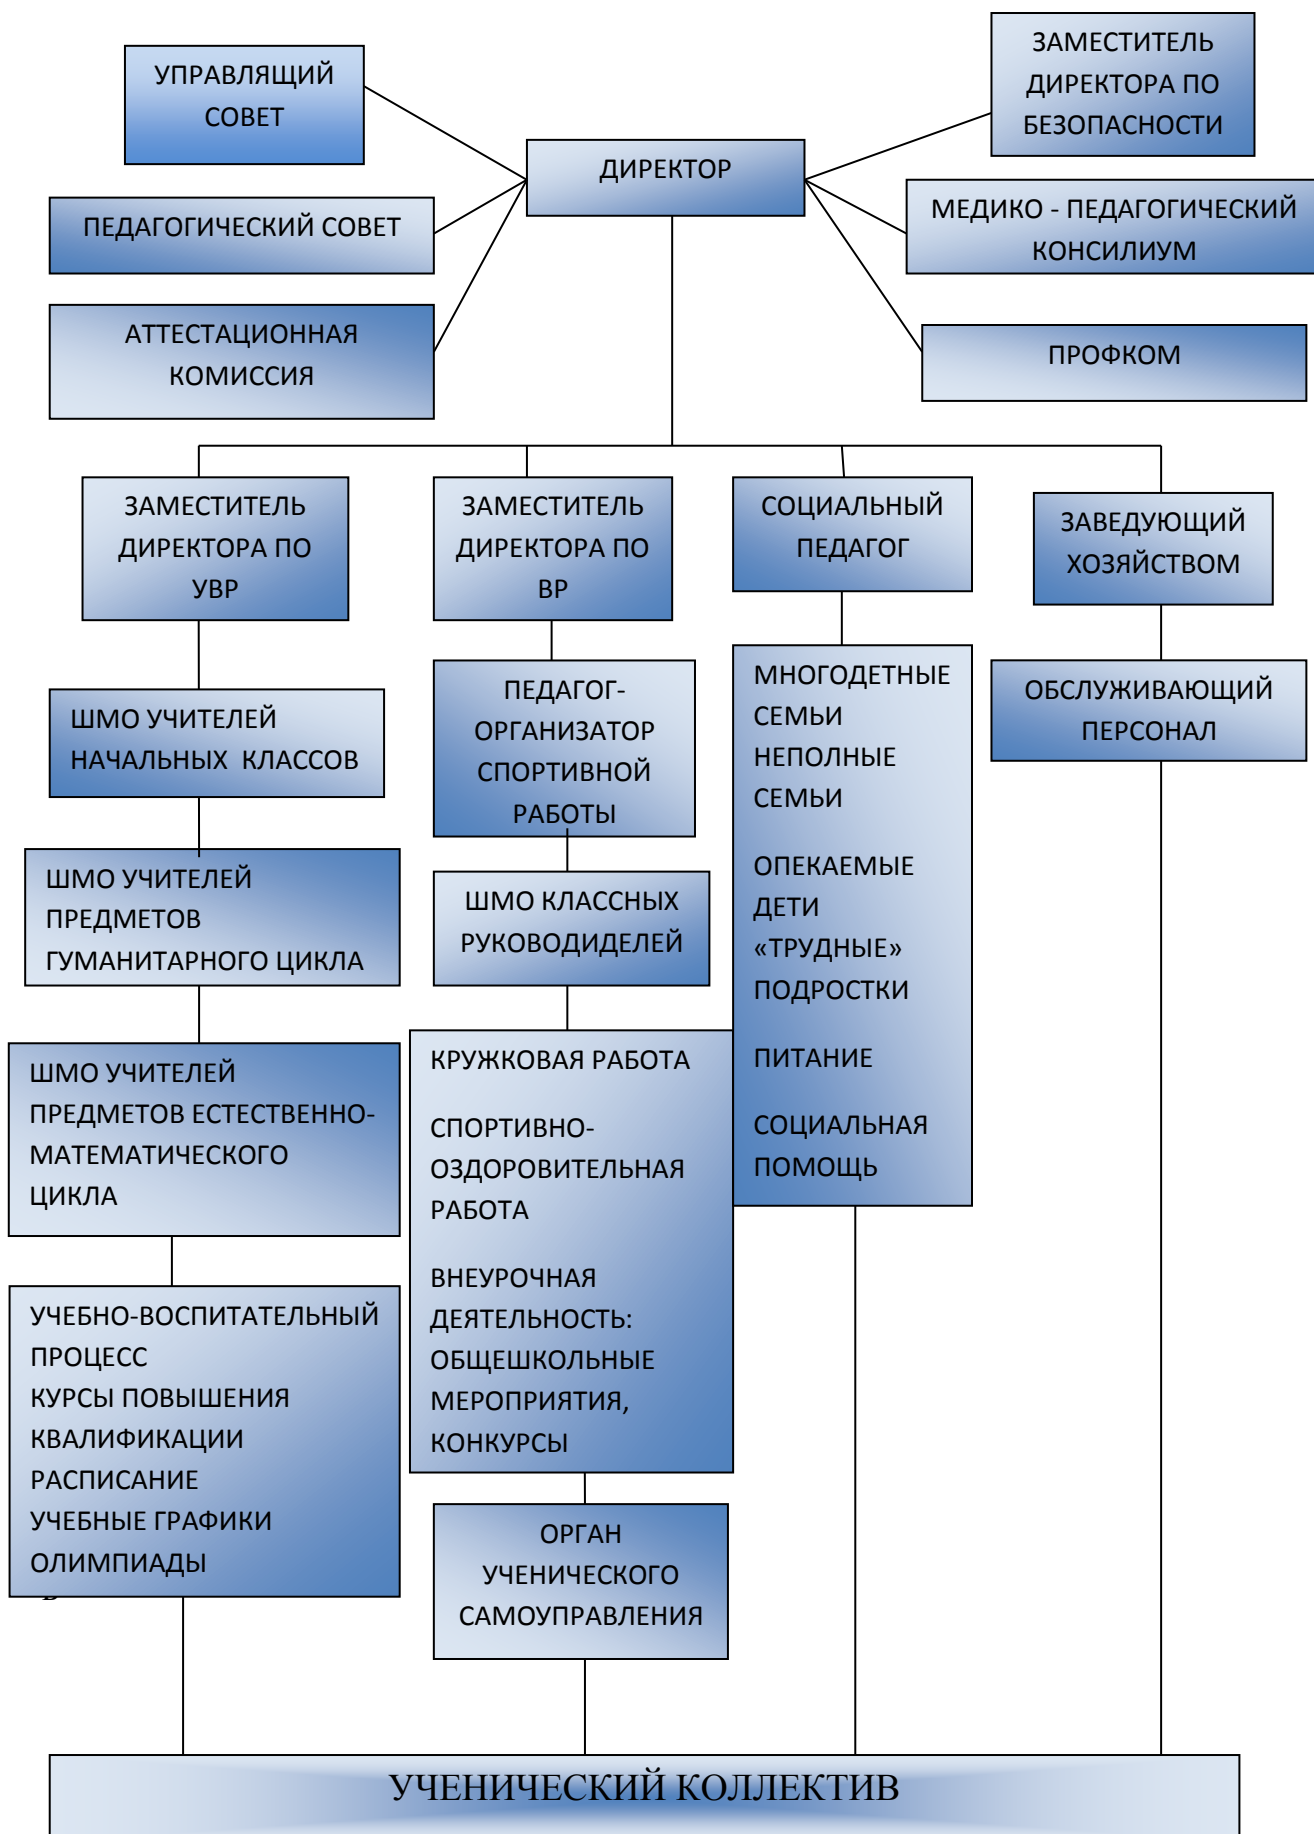 УПРАВЛЯЩИЙ
СОВЕТ
ЗАМЕСТИТЕЛЬ
ДИРЕКТОРА ПО
БЕЗОПАСНОСТИ
ДИРЕКТОР
ПЕДАГОГИЧЕСКИЙ СОВЕТ
МЕДИКО - ПЕДАГОГИЧЕСКИЙ
КОНСИЛИУМ
АТТЕСТАЦИОННАЯ
КОМИССИЯ
ПРОФКОМ
ЗАМЕСТИТЕЛЬ
ДИРЕКТОРА ПО
УВР
ЗАМЕСТИТЕЛЬ
ДИРЕКТОРА ПО
ВР
СОЦИАЛЬНЫЙ
ПЕДАГОГ
ЗАВЕДУЮЩИЙ
ХОЗЯЙСТВОМ
ШМО УЧИТЕЛЕЙ
НАЧАЛЬНЫХ КЛАССОВ
ПЕДАГОГ-
ОРГАНИЗАТОР
СПОРТИВНОЙ
РАБОТЫ
МНОГОДЕТНЫЕ
СЕМЬИ
НЕПОЛНЫЕ
СЕМЬИ
ОПЕКАЕМЫЕ
ДЕТИ
«ТРУДНЫЕ»
ПОДРОСТКИ
ПИТАНИЕ
СОЦИАЛЬНАЯ
ПОМОЩЬ
ОБСЛУЖИВАЮЩИЙ
ПЕРСОНАЛ
ШМО УЧИТЕЛЕЙ
ПРЕДМЕТОВ
ГУМАНИТАРНОГО ЦИКЛА
ШМО КЛАССНЫХ
РУКОВОДИДЕЛЕЙ
ШМО УЧИТЕЛЕЙ
ПРЕДМЕТОВ ЕСТЕСТВЕННО-
МАТЕМАТИЧЕСКОГО
ЦИКЛА
КРУЖКОВАЯ РАБОТА
СПОРТИВНО-
ОЗДОРОВИТЕЛЬНАЯ
РАБОТА
ВНЕУРОЧНАЯ
ДЕЯТЕЛЬНОСТЬ:
ОБЩЕШКОЛЬНЫЕ
МЕРОПРИЯТИЯ,
КОНКУРСЫ
УЧЕБНО-ВОСПИТАТЕЛЬНЫЙ
ПРОЦЕСС
КУРСЫ ПОВЫШЕНИЯ
КВАЛИФИКАЦИИ
РАСПИСАНИЕ
УЧЕБНЫЕ ГРАФИКИ
ОЛИМПИАДЫ
ОРГАН
УЧЕНИЧЕСКОГО
САМОУПРАВЛЕНИЯ
УЧЕНИЧЕСКИЙ КОЛЛЕКТИВ